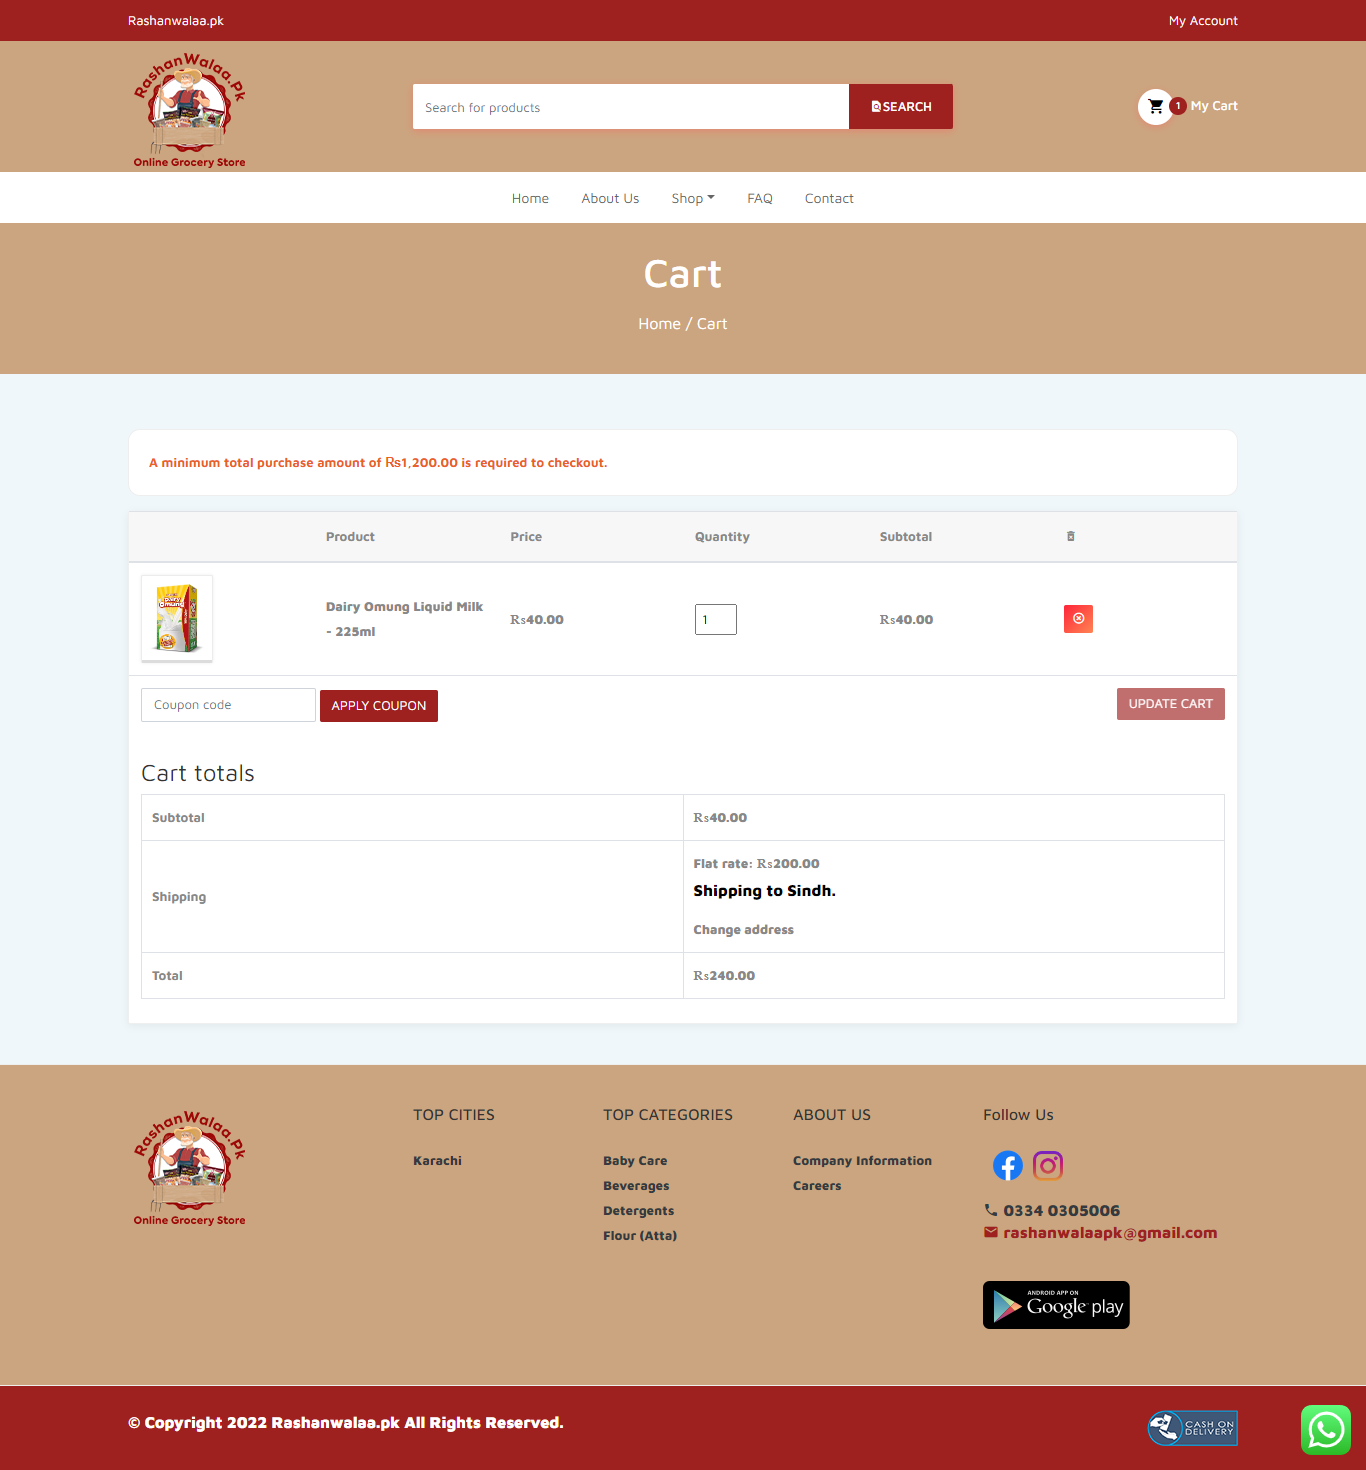 Rashanwalaa.pk
My Account
RashanWalaa.Pk
Online Grocery Store
Search for products
SEARCH
1 My Cart
Home
About Us
Shop
FAQ
Contact
Cart
Home / Cart
A minimum total purchase amount of ₨1,200.00 is required to checkout.
Product Price Quantity Subtotal
Dairy Omung Liquid Milk
- 225ml
₨40.00
1
₨40.00
Dairy
Omung
Coupon code
APPLY COUPON
UPDATE CART
Cart totals
Subtotal ₨40.00
Shipping
Flat rate: ₨200.00
Shipping to Sindh.
Change address
Total ₨240.00
RashanWalaa.Pk
Online Grocery Store
TOP CITIES
Karachi
TOP CATEGORIES
Baby Care
Beverages
Detergents
Flour (Atta)
ABOUT US
Company Information
Careers
Follow Us
0334 0305006
rashanwalaapk@gmail.com
ANDROID APP ON
Google play
© Copyright 2022 Rashanwalaa.pk All Rights Reserved.
CASH ON
DELIVERY